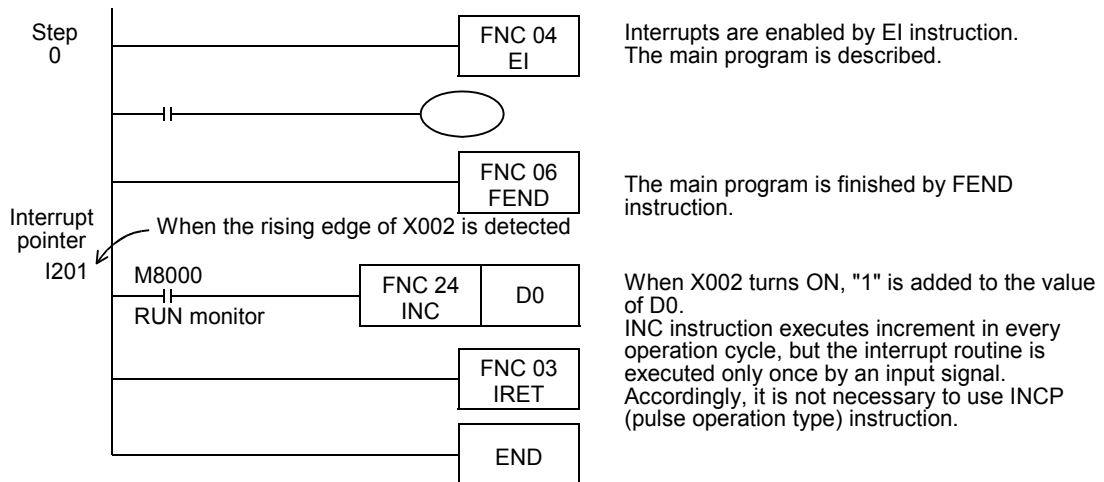 Step
0
FNC 04
EI
Interrupts are enabled by EI instruction.
The main program is described.
FNC 06
FEND
The main program is finished by FEND
instruction.
Interrupt
pointer
I201
When the rising edge of X002 is detected
M8000
RUN monitor
FNC 24
INC
D0
When X002 turns ON, "1" is added to the value
of D0.
INC instruction executes increment in every
operation cycle, but the interrupt routine is
executed only once by an input signal.
Accordingly, it is not necessary to use INCP
(pulse operation type) instruction.
FNC 03
IRET
END